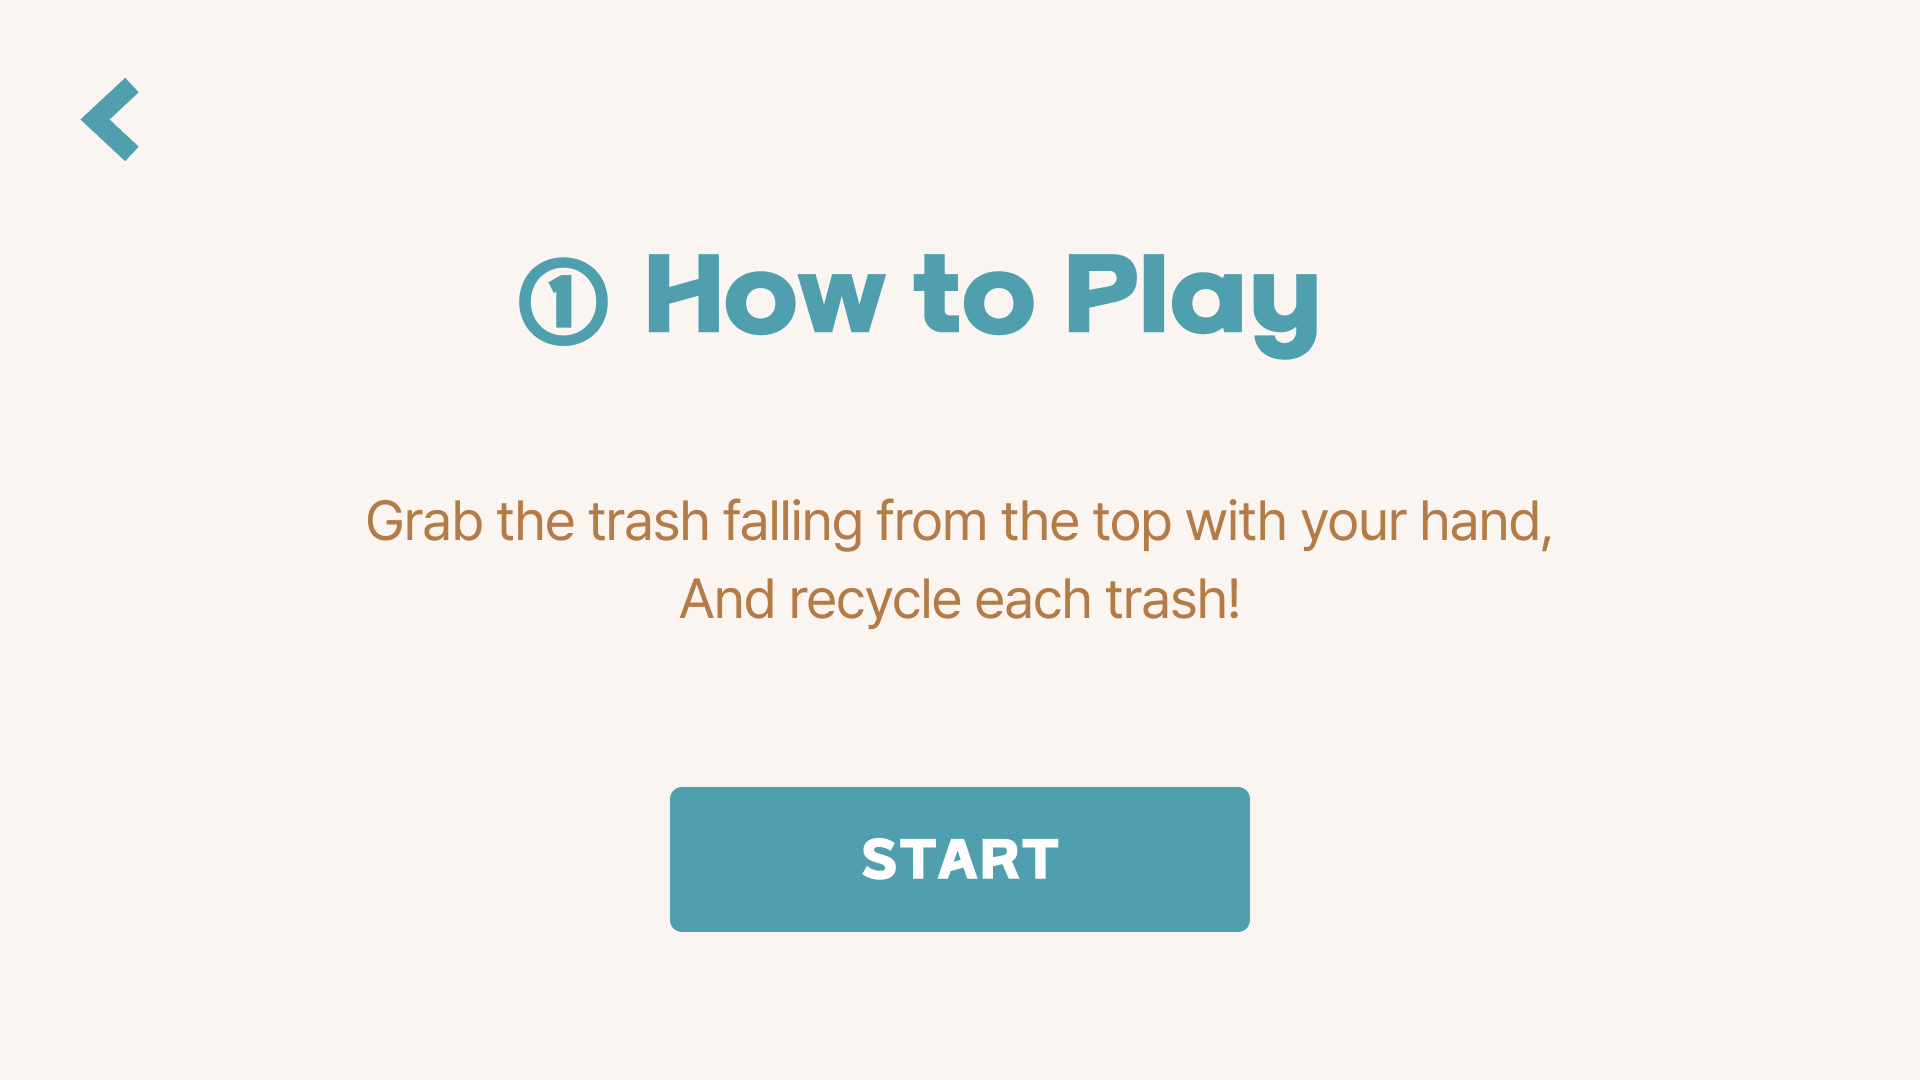 ① How to Play
Grab the trash falling from the top with your hand,
And recycle each trash!
START